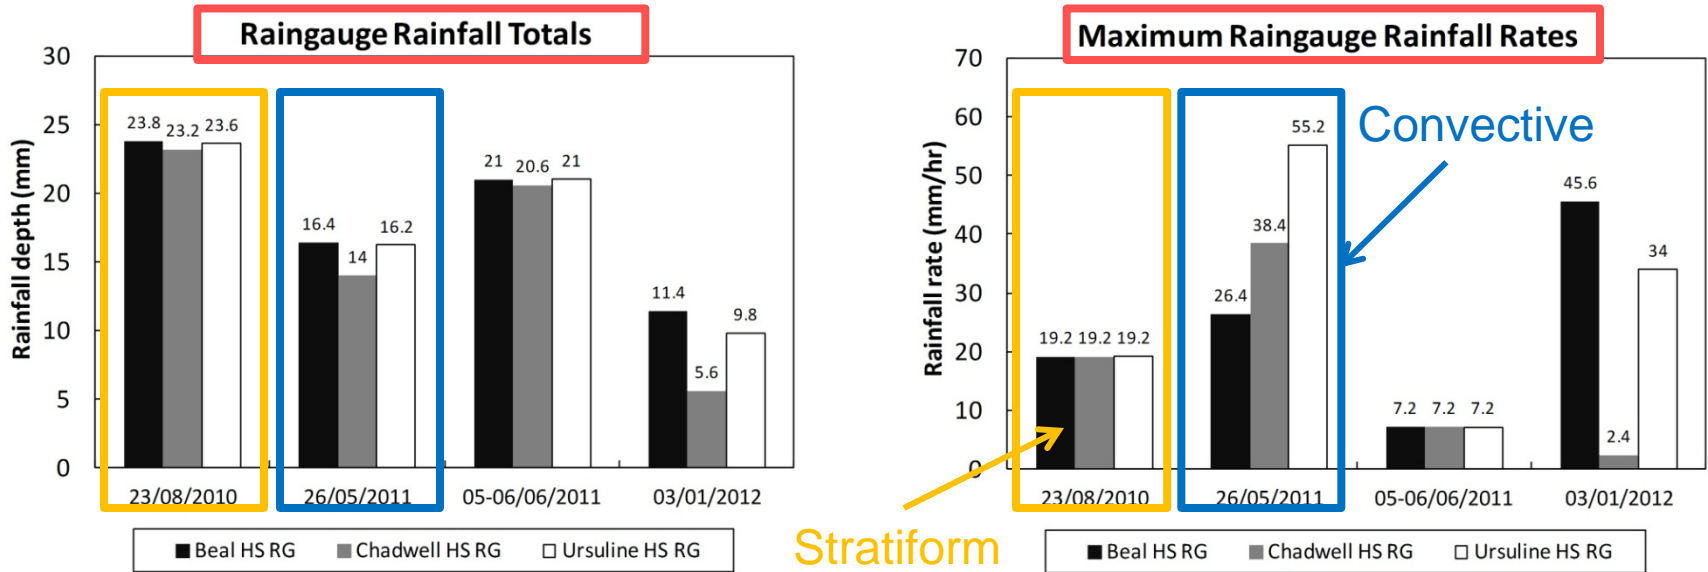 Raingauge Rainfall Totals
Rainfall depth (mm)
30
25
20
15
10
5
0
23.8 23.2 23.6
16.4 14 16.2
21 20.6 21
11.4 5.6 9.8
23/08/2010 26/05/2011 05-06/06/2011 03/01/2012
Beal HS RG Chadwell HS RG Ursuline HS RG
Maximum Raingauge Rainfall Rates
Rainfall rate (mm/hr)
70
60
50
40
30
20
10
0
19.2 19.2 19.2
26.4 38.4 55.2
7.2 7.2 7.2
45.6 2.4 34
Convective
23/08/2010 26/05/2011 05-06/06/2011 03/01/2012
Stratiform
Beal HS RG Chadwell HS RG Ursuline HS RG